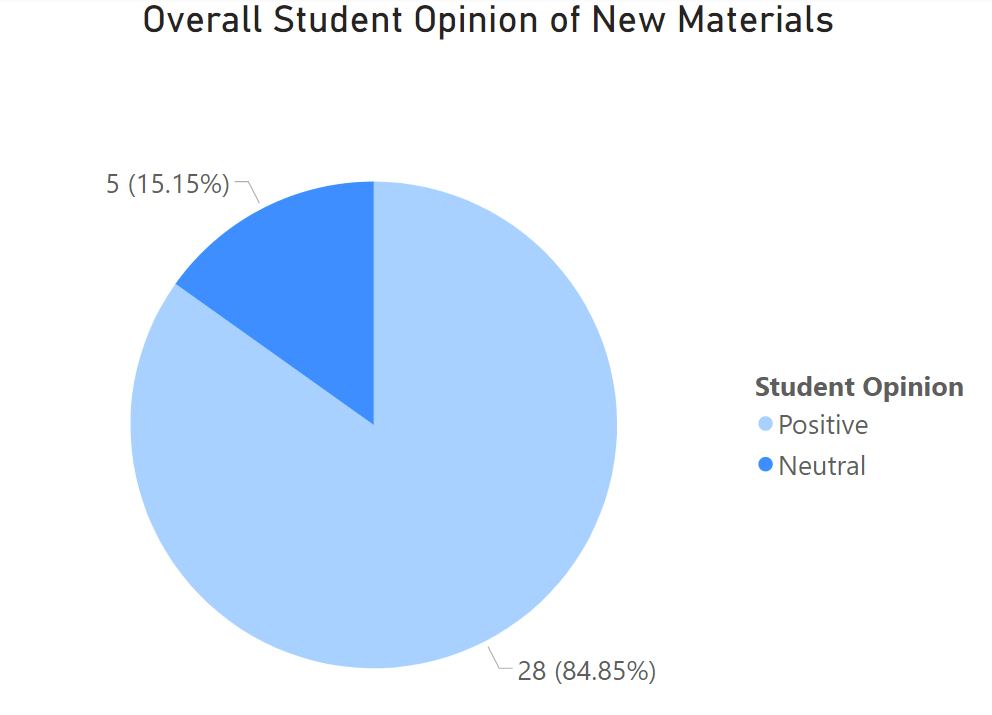 Overall Student Opinion of New Materials
5 (15.15%)
Student Opinion
Positive
Neutral
28 (84.85%)